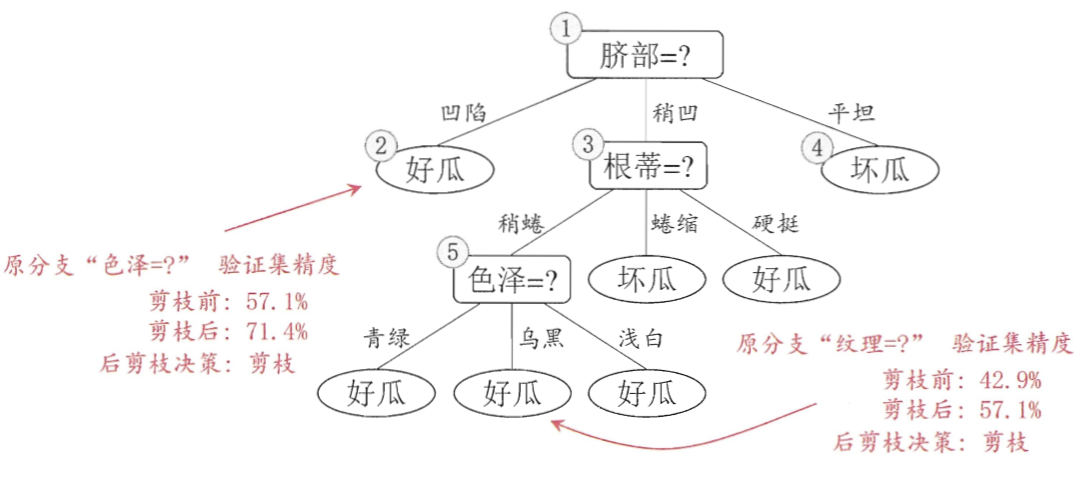 1
脐部=?
凹陷
稍凹
平坦
2
好瓜
3
根蒂=?
4
坏瓜
稍蜷
蜷缩
硬挺
原分支“色泽=?” 验证集精度
剪枝前: 57.1%
剪枝后: 71.4%
后剪枝决策: 剪枝
5
色泽=?
坏瓜
好瓜
青绿
乌黑
浅白
好瓜
好瓜
好瓜
原分支“纹理=?” 验证集精度
剪枝前: 42.9%
剪枝后: 57.1%
后剪枝决策: 剪枝